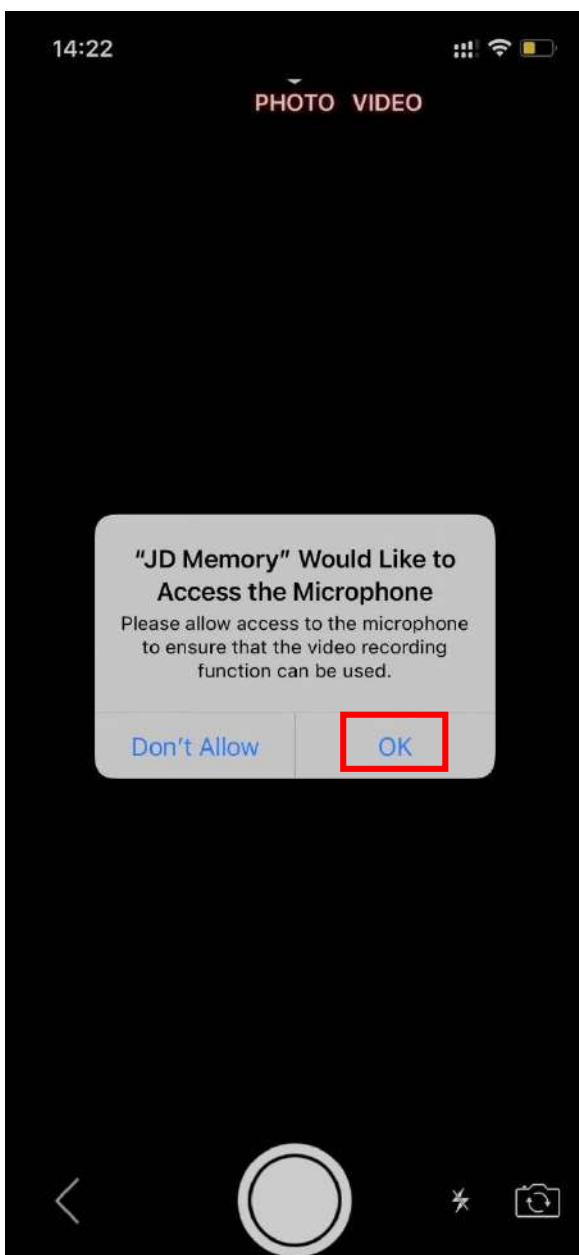 14:22
PHOTO VIDEO
"JD Memory" Would Like to
Access the Microphone
Please allow access to the microphone
to ensure that the video recording
function can be used.
Don't Allow OK